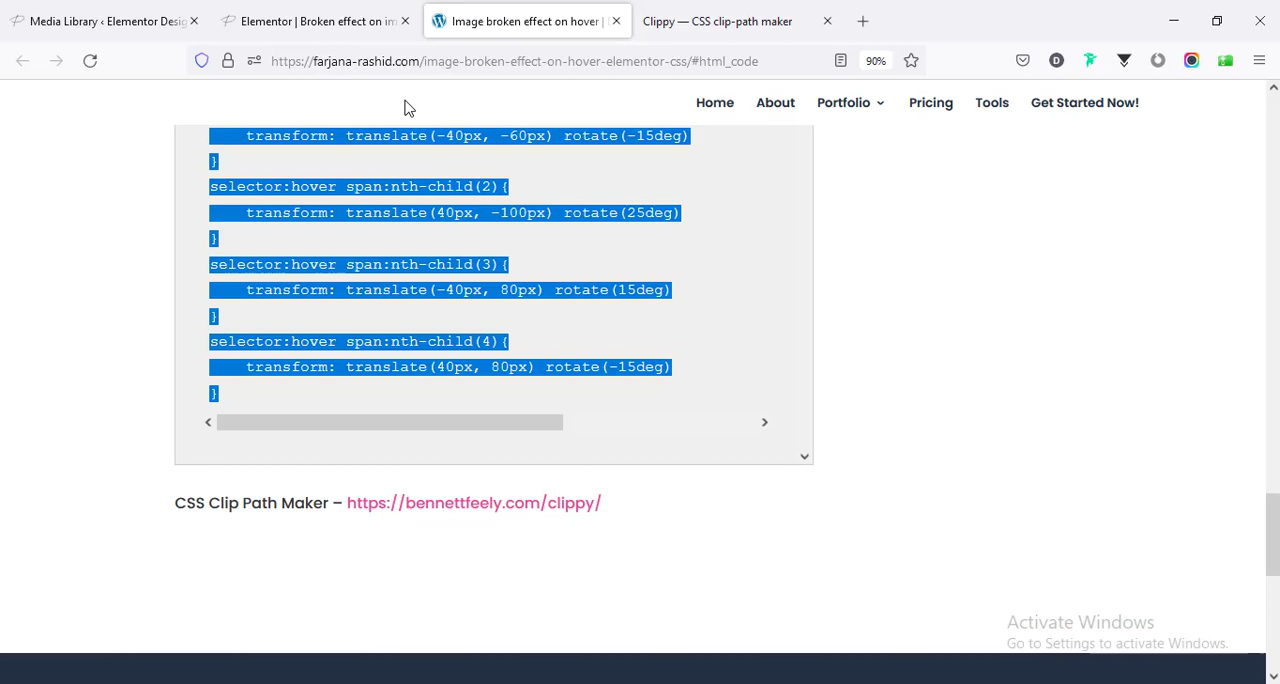 Media Library ‹ Elementor Desig
Elementor | Broken effect on im
Image broken effect on hover |
Clippy — CSS clip-path maker
https://farjanarashid.com/image-broken-effect-on-hover-elementor-css/#html_code
90%
D
Home
About
Portfolio
Pricing
Tools
Get Started Now!
transform: translate(-40px, -60px) rotate(-15deg)
}
selector:hover span:nth-child(2){
transform: translate(40px, -100px) rotate(25deg)
}
selector:hover span:nth-child(3){
transform: translate(-40px, 80px) rotate(15deg)
}
selector:hover span:nth-child(4){
transform: translate(40px, 80px) rotate(-15deg)
}
CSS Clip Path Maker – https://bennettfeely.com/clippy/
Activate Windows
Go to Settings to activate Windows.